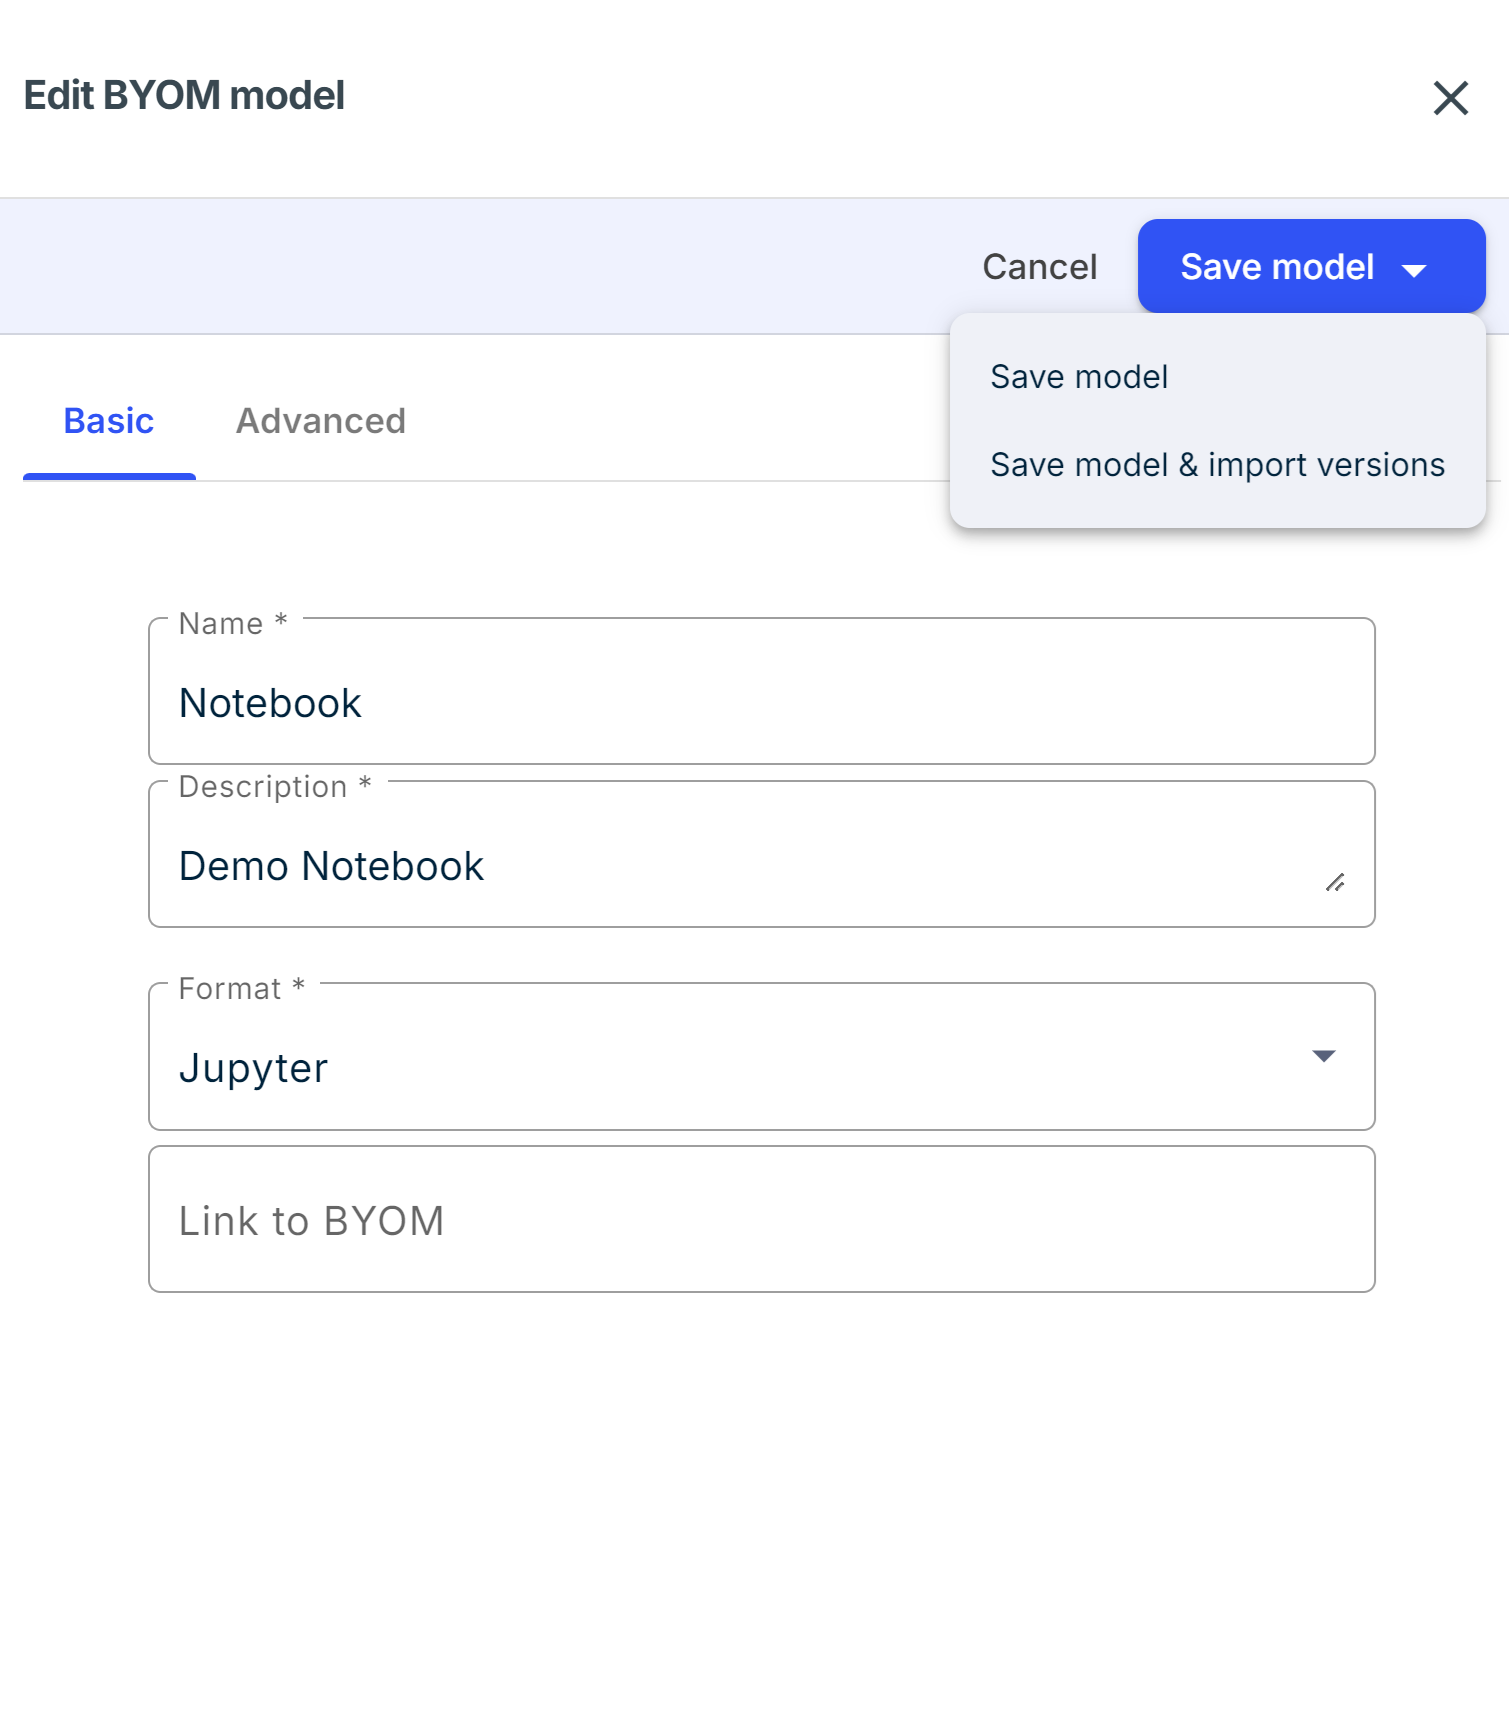 Edit BYOM model
Cancel
Save model
Save model
Save model & import versions
Basic
Advanced
Name *
Notebook
Description *
Demo Notebook
Format *
Jupyter
Link to BYOM